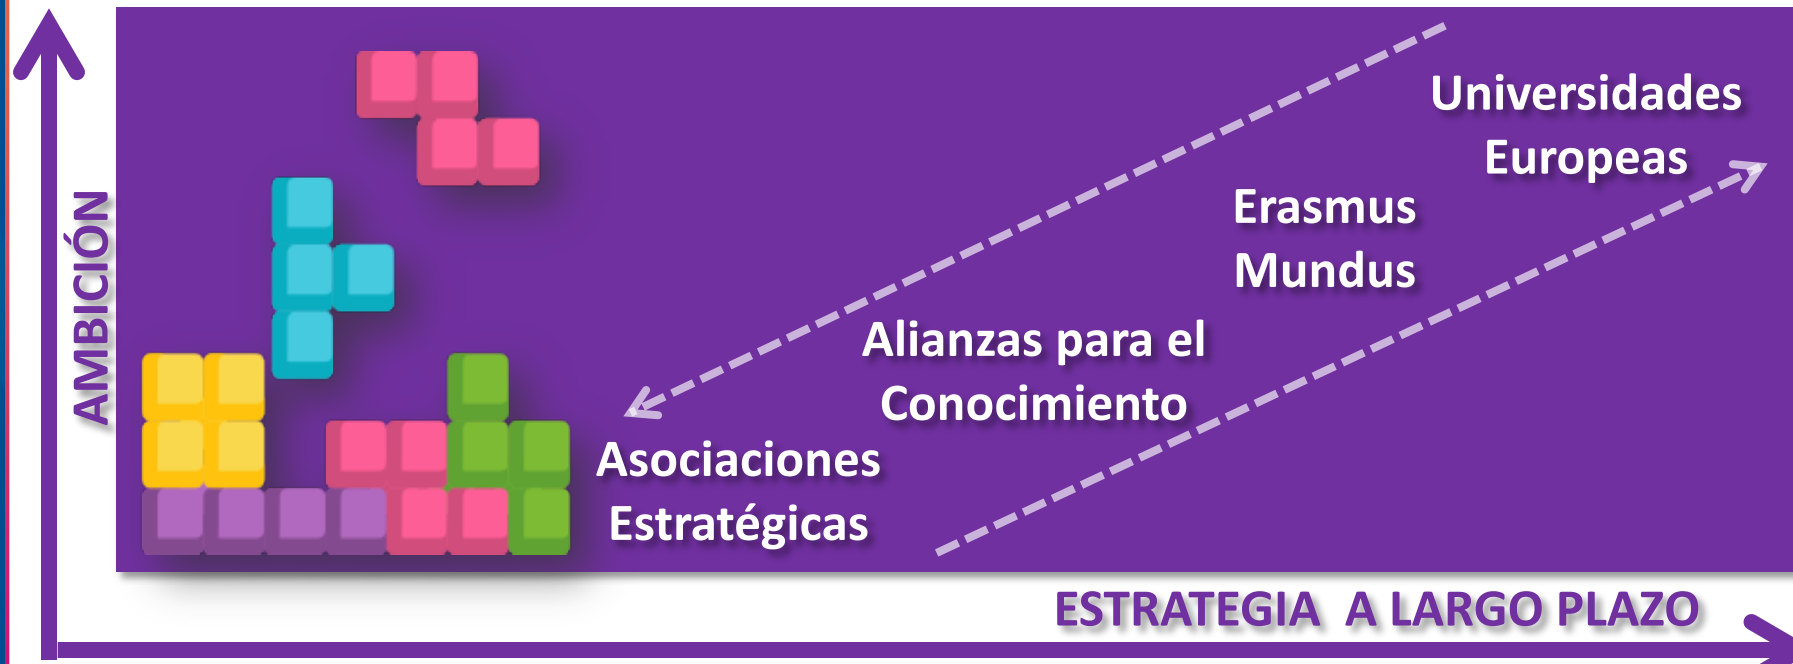 AMBICIÓN
Universidades
Europeas
Erasmus
Mundus
Alianzas para el
Conocimiento
Asociaciones
Estratégicas
ESTRATEGIA A LARGO PLAZO